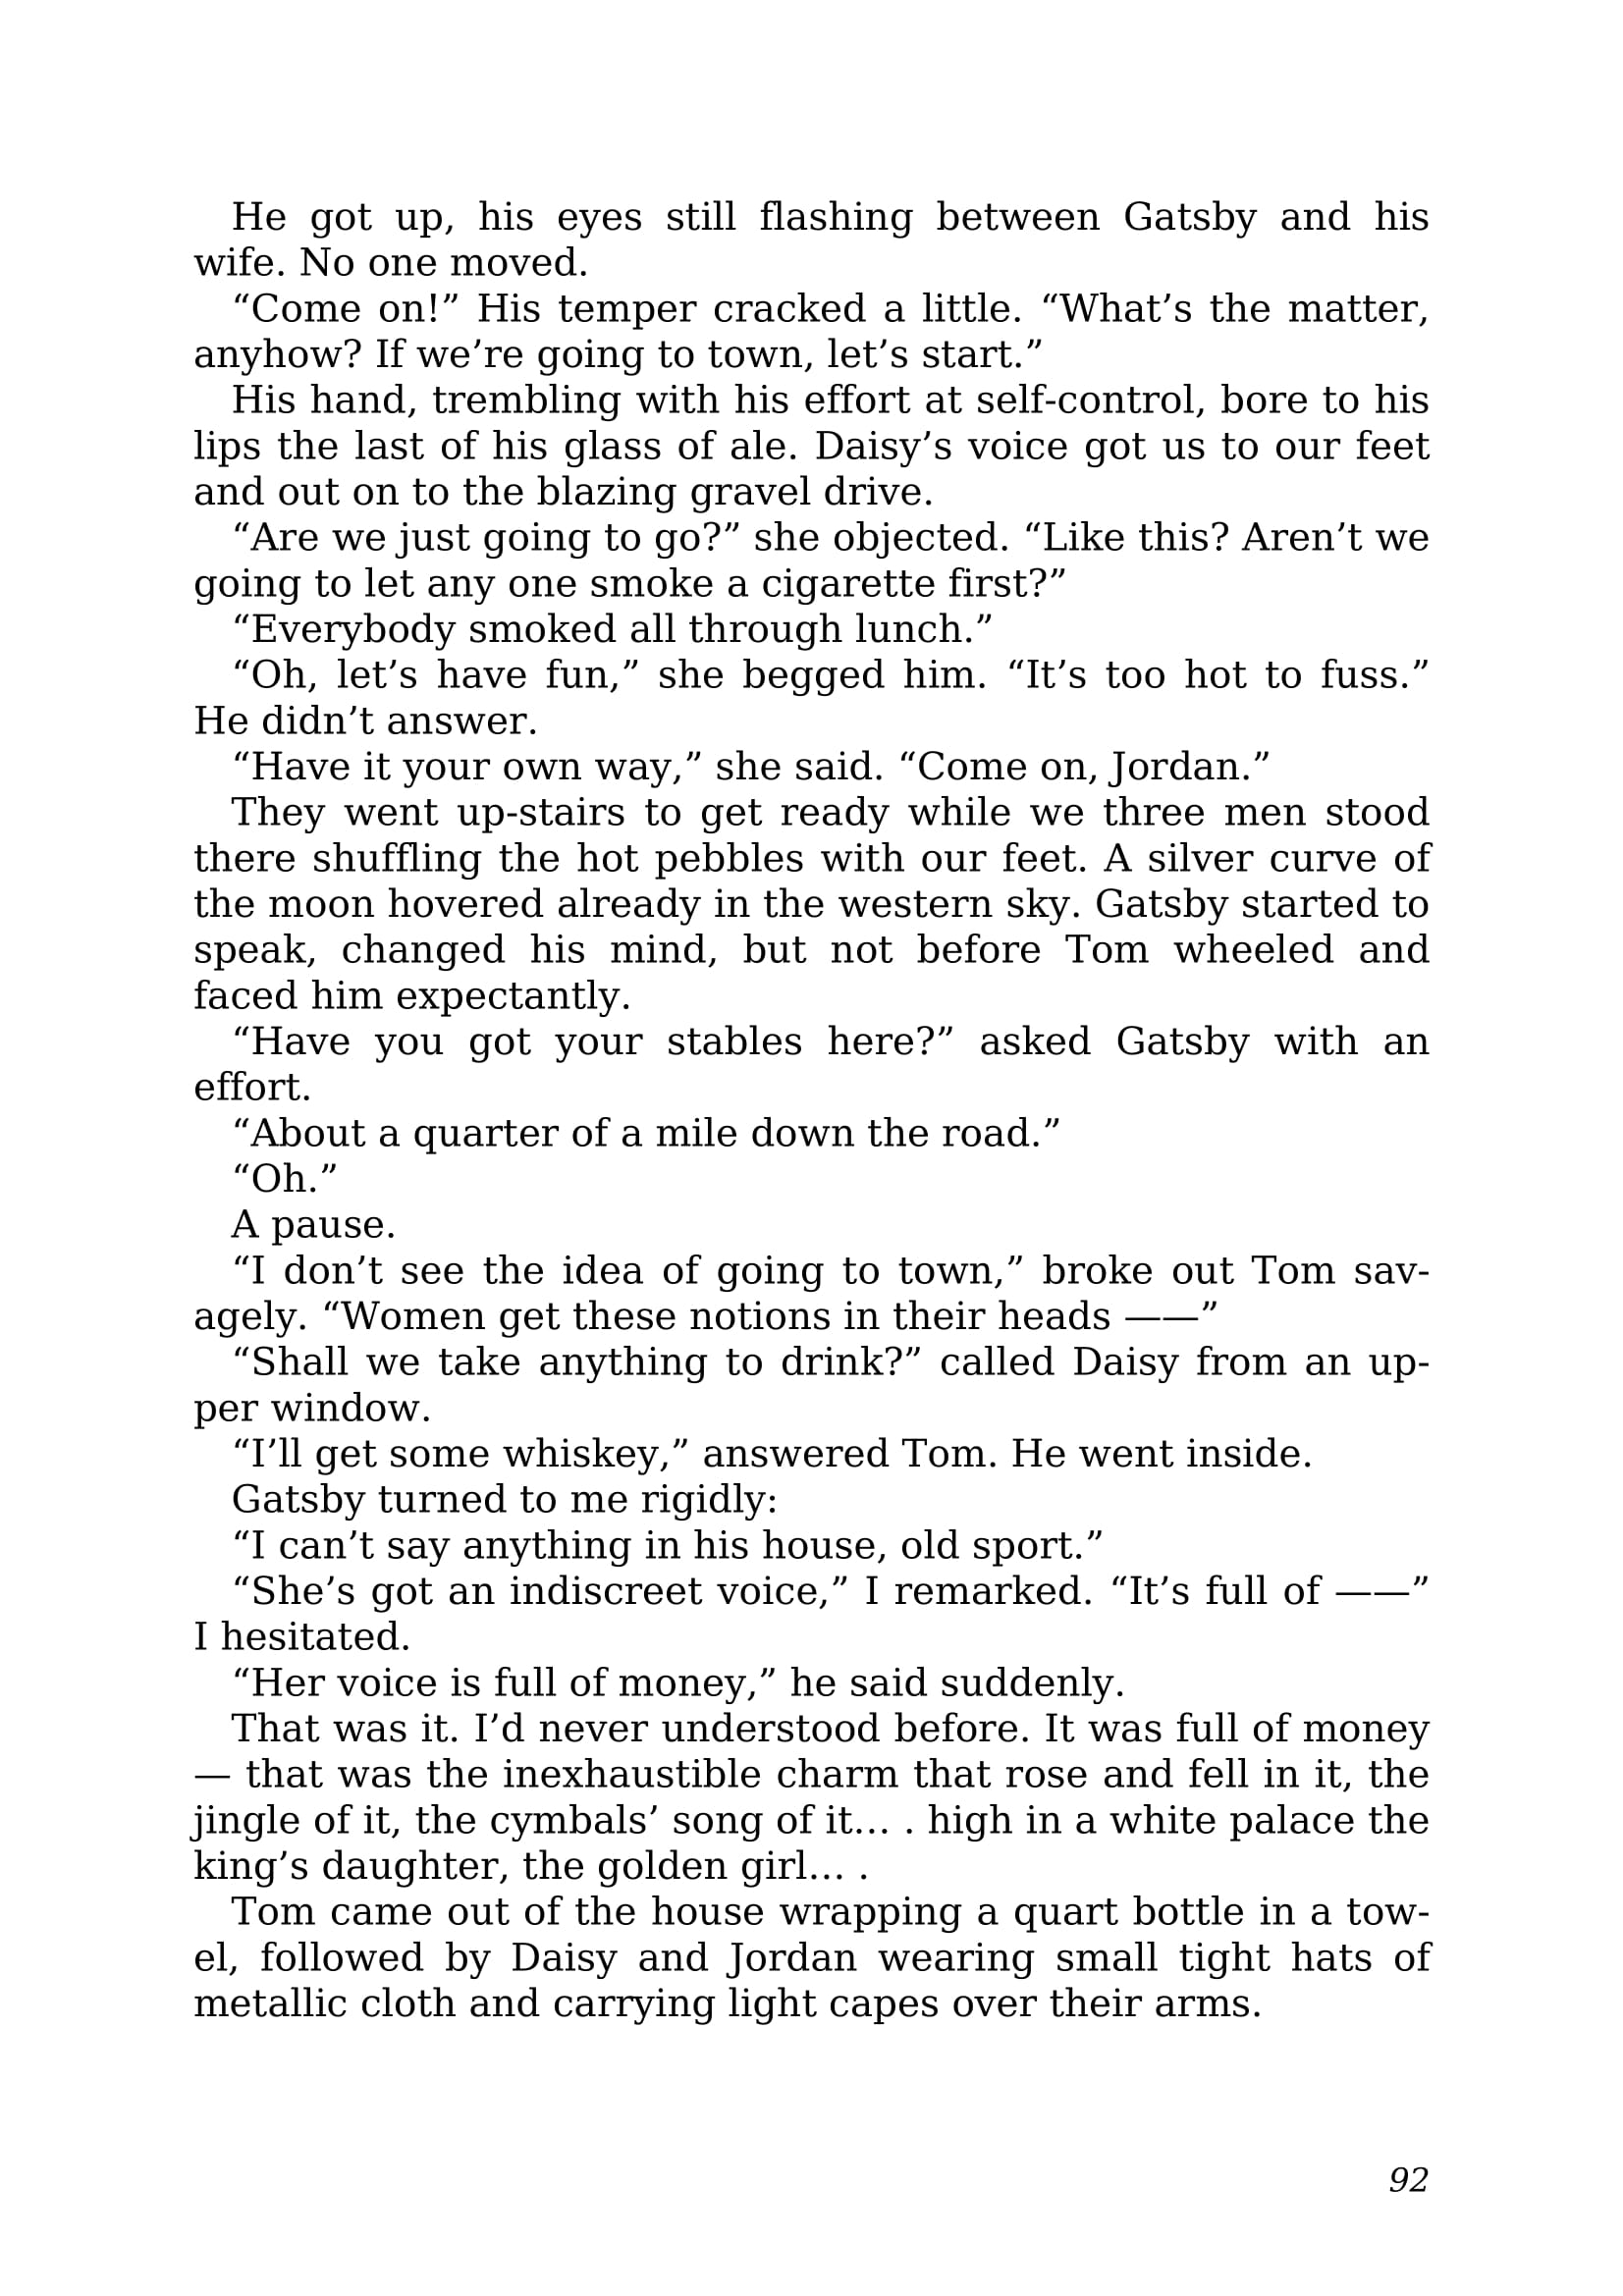 He got up, his eyes still flashing between Gatsby and his
wife. No one moved.
“Come on!” His temper cracked a little. “What’s the matter,
anyhow? If we’re going to town, let’s start.”
His hand, trembling with his effort at self-control, bore to his
lips the last of his glass of ale. Daisy’s voice got us to our feet
and out on to the blazing gravel drive.
“Are we just going to go?” she objected. “Like this? Aren’t we
going to let any one smoke a cigarette first?”
“Everybody smoked all through lunch.”
“Oh, let’s have fun,” she begged him. “It’s too hot to fuss.”
He didn’t answer.
“Have it your own way,” she said. “Come on, Jordan.”
They went up-stairs to get ready while we three men stood
there shuffling the hot pebbles with our feet. A silver curve of
the moon hovered already in the western sky. Gatsby started to
speak, changed his mind, but not before Tom wheeled and
faced him expectantly.
“Have you got your stables here?” asked Gatsby with an
effort.
“About a quarter of a mile down the road.”
“Oh.”
A pause.
“I don’t see the idea of going to town,” broke out Tom sav-
agely. “Women get these notions in their heads ——”
“Shall we take anything to drink?” called Daisy from an up-
per window.
“I’ll get some whiskey,” answered Tom. He went inside.
Gatsby turned to me rigidly:
“I can’t say anything in his house, old sport.”
“She’s got an indiscreet voice,” I remarked. “It’s full of ——”
I hesitated.
“Her voice is full of money,” he said suddenly.
That was it. I’d never understood before. It was full of money
— that was the inexhaustible charm that rose and fell in it, the
jingle of it, the cymbals’ song of it… . high in a white palace the
king’s daughter, the golden girl… .
Tom came out of the house wrapping a quart bottle in a tow-
el, followed by Daisy and Jordan wearing small tight hats of
metallic cloth and carrying light capes over their arms.
92